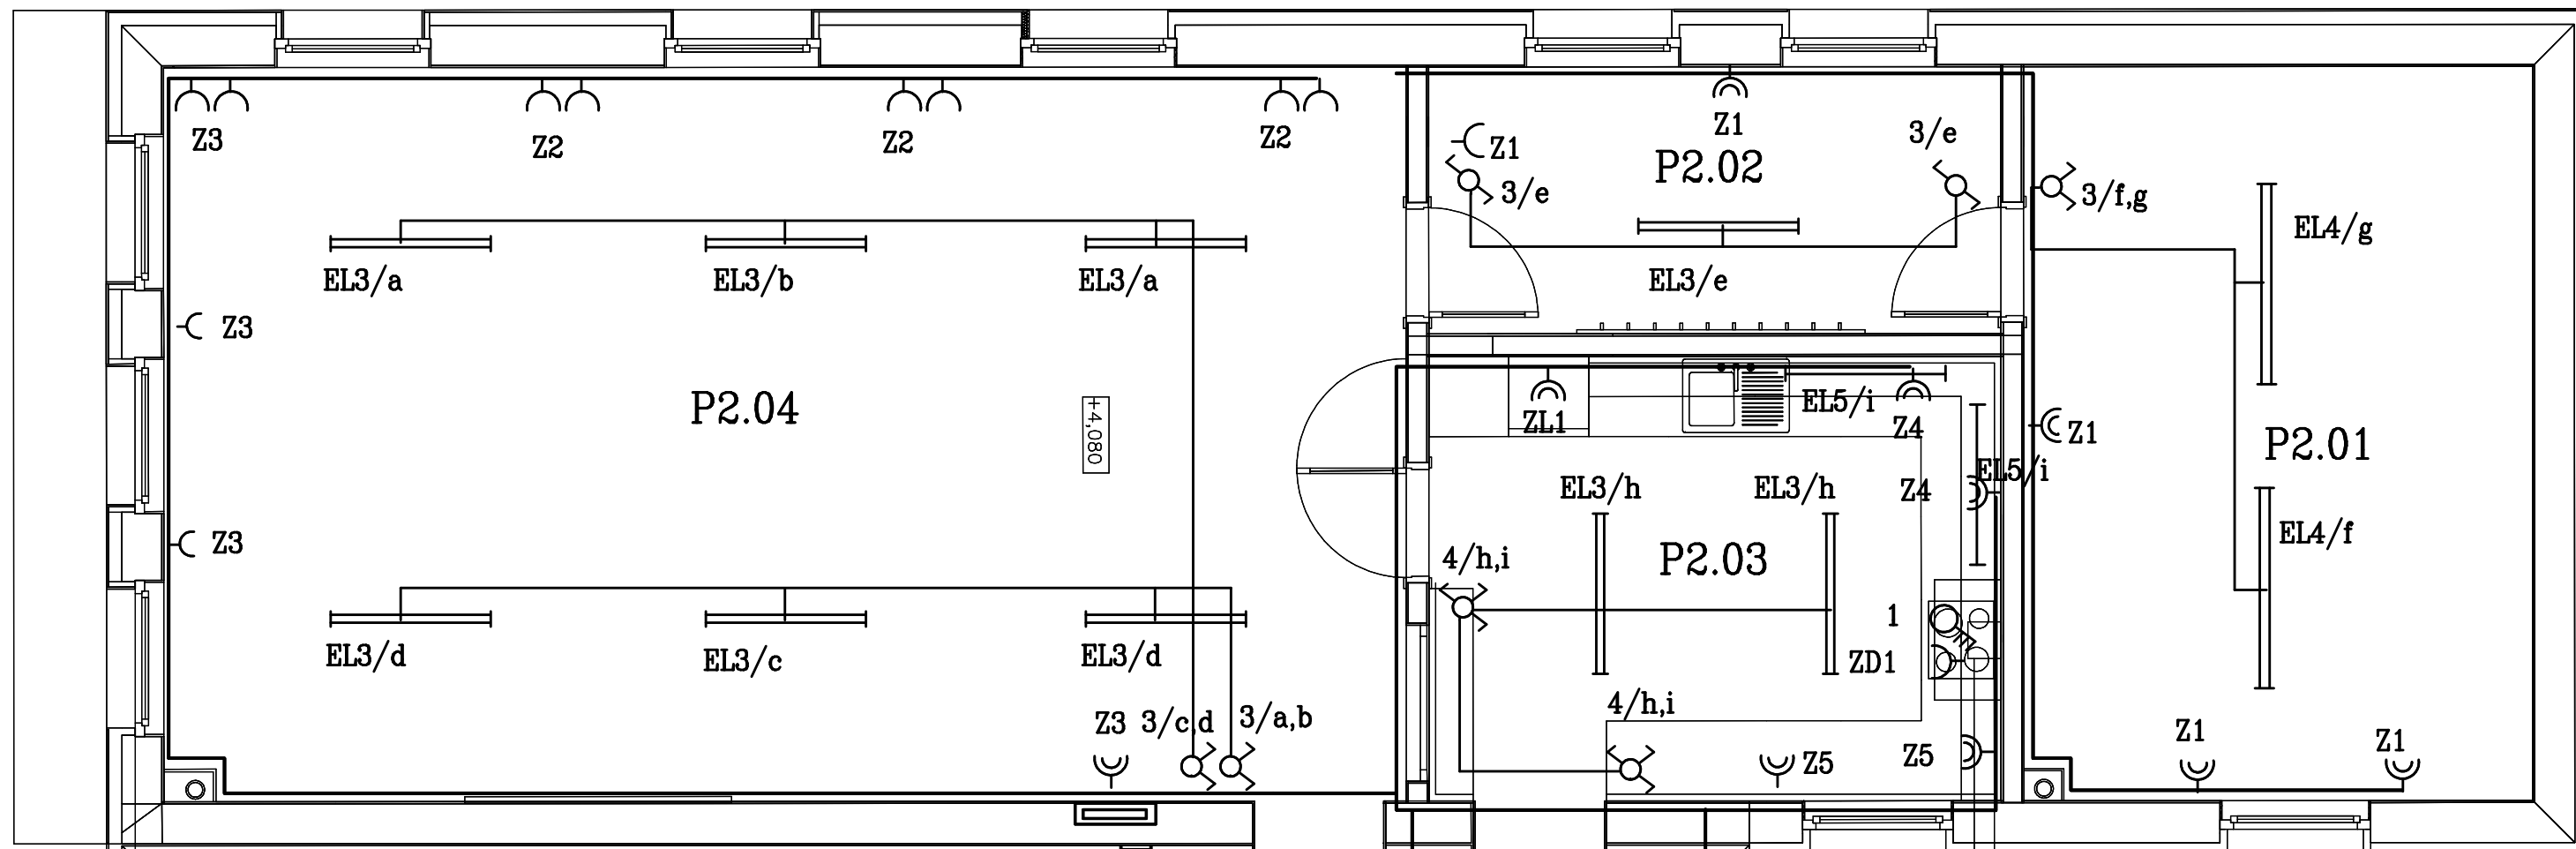 Z3
Z2
Z2
Z2
Z1
Z1
3/e
P2.02
3/e
3/f,g
EL4/g
EL3/a
EL3/b
EL3/a
EL3/e
Z3
P2.04
+4,080
ZL1
EL5/i
Z4
Z1
P2.01
EL5/i
EL3/h
EL3/h
Z4
Z3
EL4/f
4/h,i
P2.03
1
EL3/d
EL3/c
EL3/d
ZD1
4/h,i
Z3
3/c,d
3/a,b
Z5
Z5
Z1
Z1